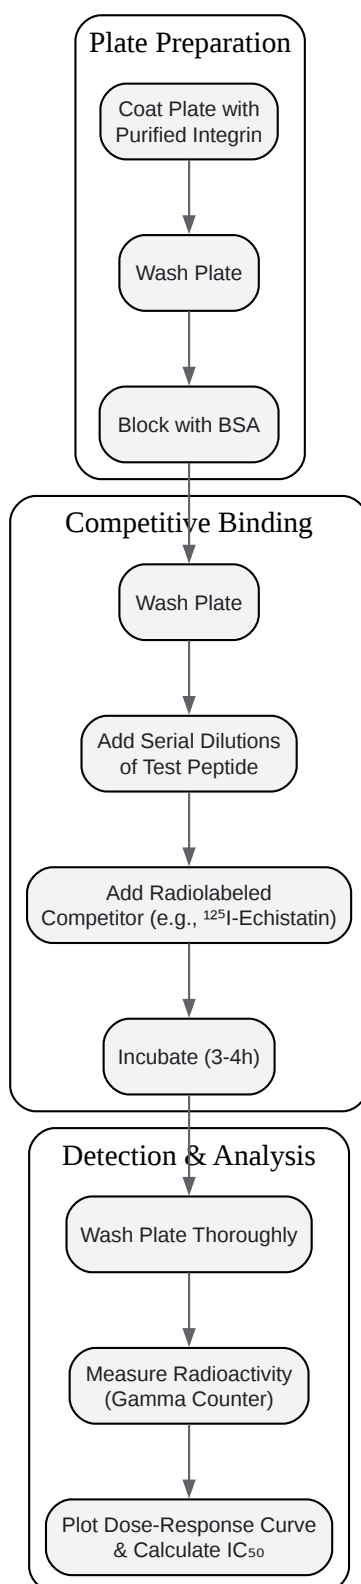 Plate Preparation
Coat Plate with
Purified Integrin
Wash Plate
Block with BSA
Competitive Binding
Wash Plate
Add Serial Dilutions
of Test Peptide
Add Radiolabeled
Competitor (e.g., ¹²⁵I-Echistatin)
Incubate (3-4h)
Detection & Analysis
Wash Plate Thoroughly
Measure Radioactivity
(Gamma Counter)
Plot Dose-Response Curve
& Calculate IC₅₀